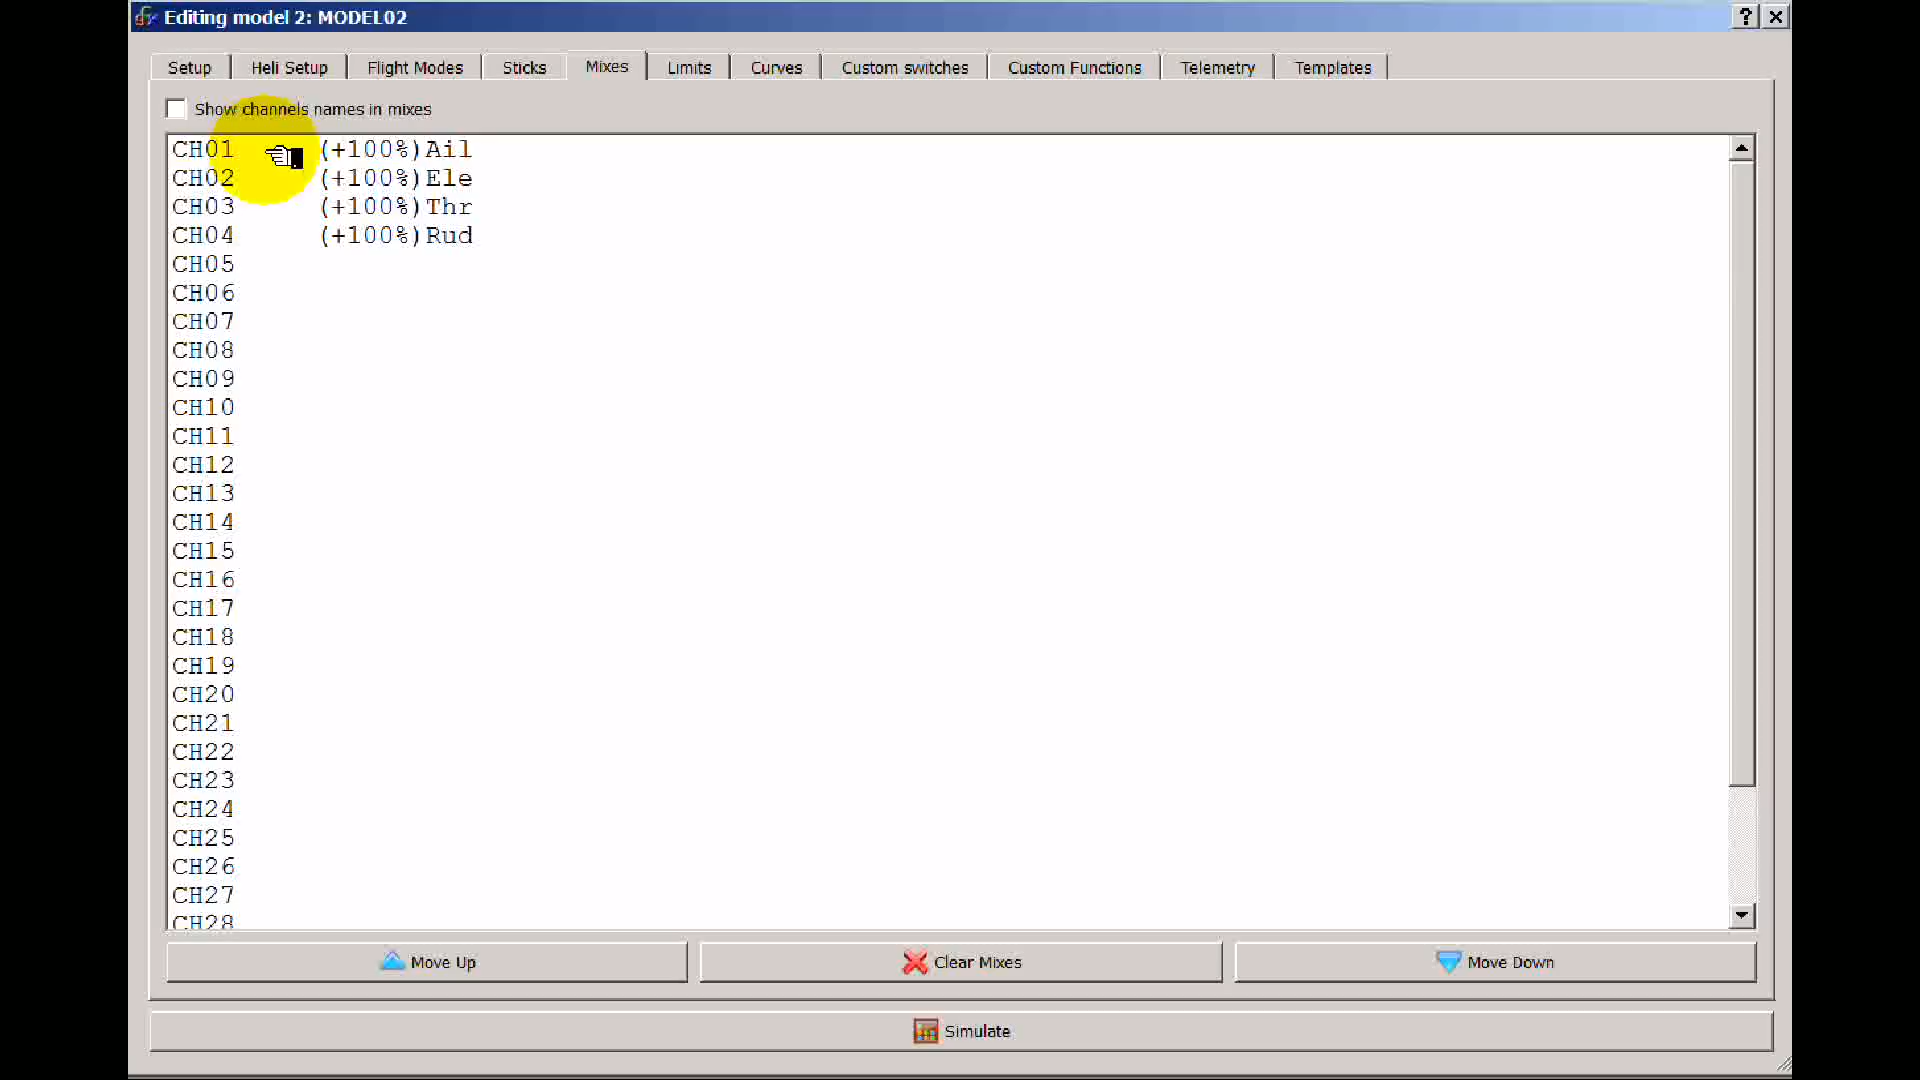 Editing model 2: MODEL02
Setup Heli Setup Flight Modes Sticks Mixes Limits Curves Custom switches Custom Functions Telemetry Templates
Show channels names in mixes
CH01 (+100%)Ail
CH02 (+100%)Ele
CH03 (+100%)Thr
CH04 (+100%)Rud
CH05
CH06
CH07
CH08
CH09
CH10
CH11
CH12
CH13
CH14
CH15
CH16
CH17
CH18
CH19
CH20
CH21
CH22
CH23
CH24
CH25
CH26
CH27
CH28
Move Up Clear Mixes Move Down
Simulate